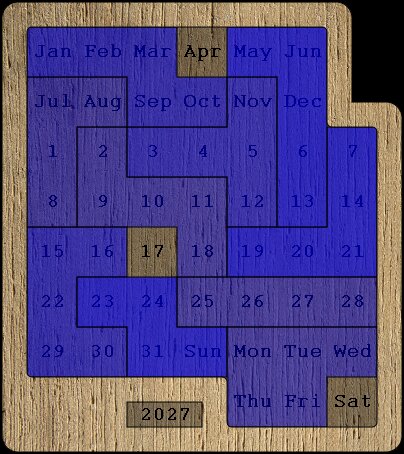 Jan Feb Mar Apr May Jun
Jul Aug Sep Oct Nov Dec
1 2 3 4 5 6 7
8 9 10 11 12 13 14
15 16 17 18 19 20 21
22 23 24 25 26 27 28
29 30 31 Sun Mon Tue Wed
Thu Fri Sat
2027